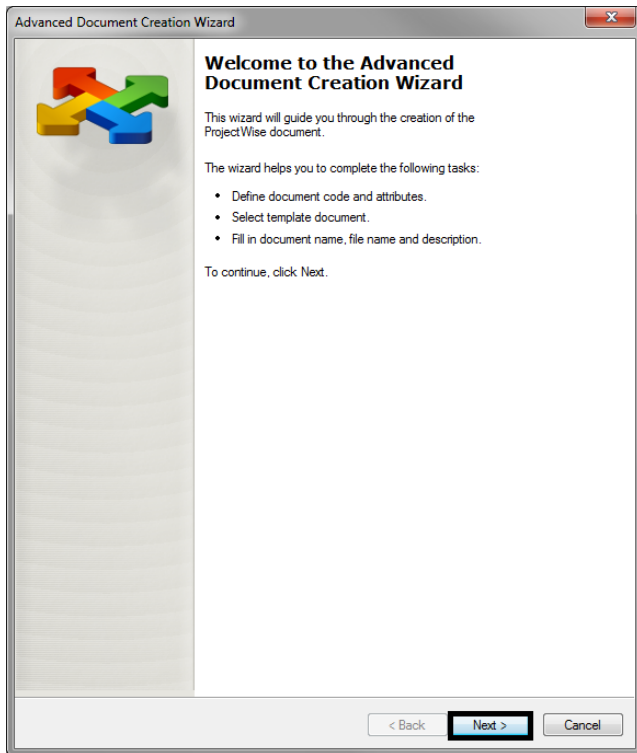 Advanced Document Creation Wizard
Welcome to the Advanced
Document Creation Wizard
This wizard will guide you through the creation of the
ProjectWise document.
The wizard helps you to complete the following tasks:
• Define document code and attributes.
• Select template document.
• Fill in document name, file name and description.
To continue, click Next.
< Back Next > Cancel